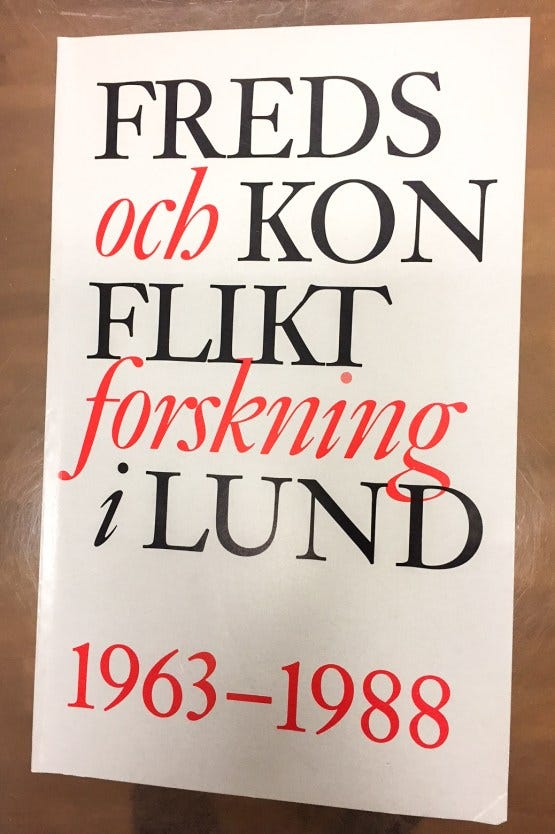 FREDS
och KON
FLIKT
forskning
i LUND
1963–1988